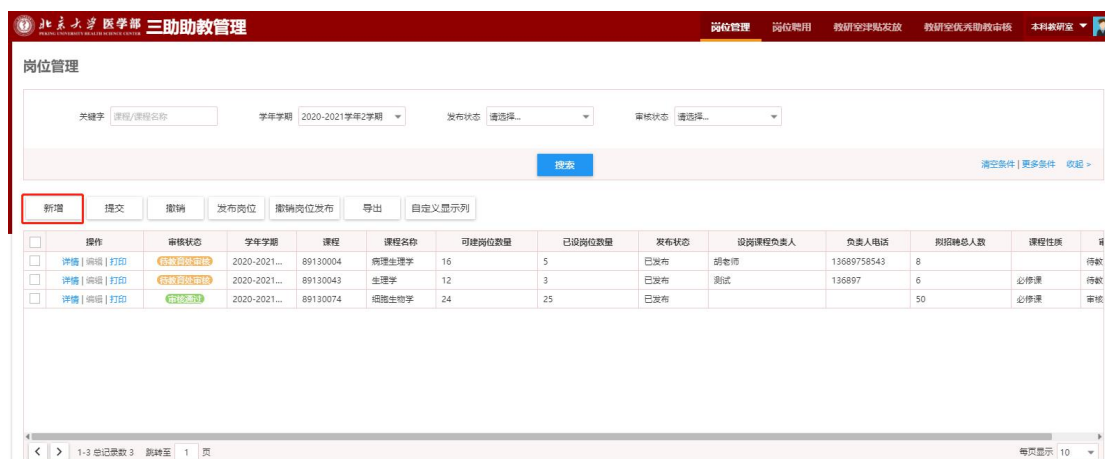 北京大学医学部 三助助教管理 岗位管理 岗位聘用 教研室津贴发放 教研室优秀助教审核 本科教研室
PEKING UNIVERSITY HEALTH SCIENCE CENTER
岗位管理
关键字 课程/课程名称 学年学期 2020-2021学年2学期 发布状态 请选择... 审核状态 请选择...
搜索 清空条件 | 更多条件 收起 >
新增 提交 撤销 发布岗位 撤销岗位发布 导出 自定义显示列
操作 审核状态 学年学期 课程 课程名称 可建岗位数量 已设岗位数量 发布状态 设岗课程负责人 负责人电话 拟招聘总人数 课程性质
详情 | 编辑 | 打印 待教育处审核 2020-2021... 89130004 病理生理学 16 5 已发布 胡老师 13689758543 8 待教
详情 | 编辑 | 打印 待教育处审核 2020-2021... 89130043 生理学 12 3 已发布 测试 136897 6 必修课 待教
详情 | 编辑 | 打印 审核通过 2020-2021... 89130074 细胞生物学 24 25 已发布 50 必修课 审核
< > 1-3 总记录数 3 跳转至 1 页 每页显示 10